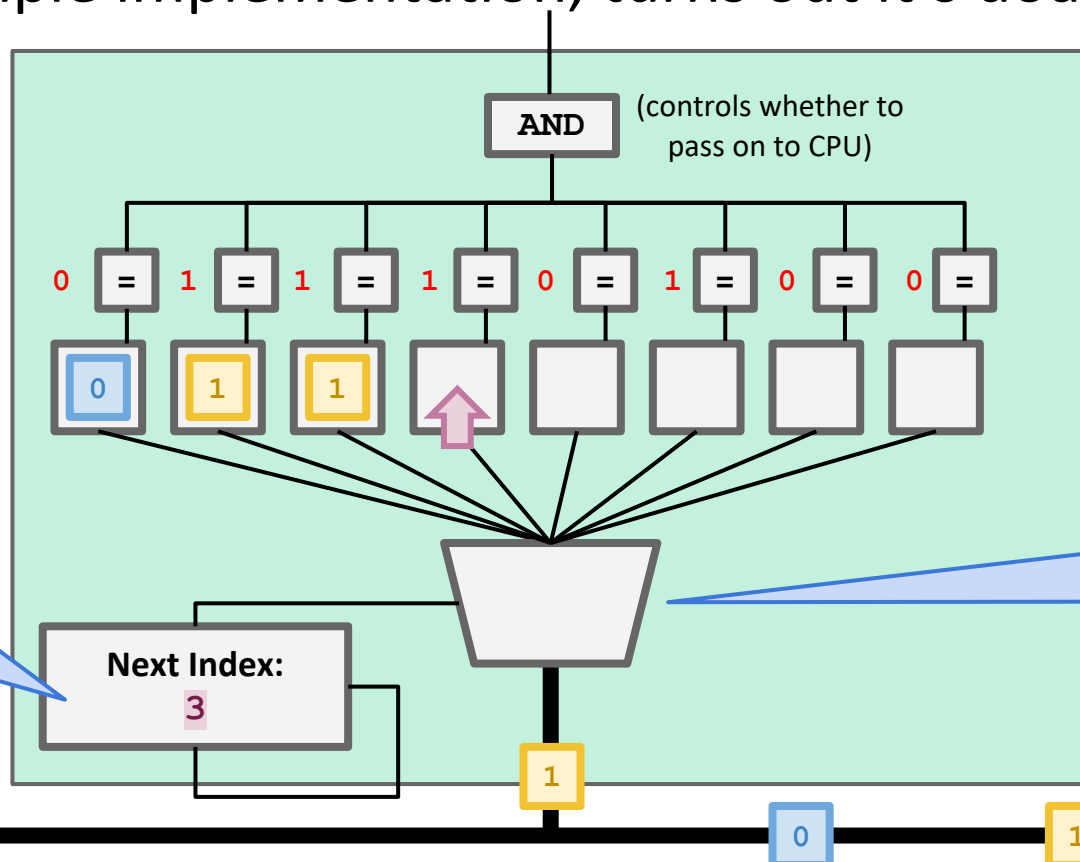 AND
(controls whether to
pass on to CPU)
0 = 1 = 1 = 1 = 0 = 1 = 0 = 0 =
0 1 1
Next Index:
3
1
0 1